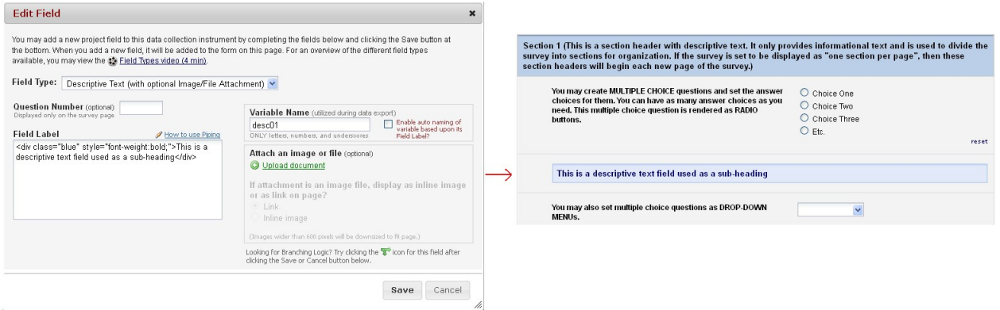 Edit Field
You may add a new project field to this data collection instrument by completing the fields below and clicking the Save button at
the bottom. When you add a new field, it will be added to the form on this page. For an overview of the different field types
available, you may view the Field Types video (4 min).
Field Type: Descriptive Text (with optional Image/File Attachment)
Question Number (optional)
Displayed only on the survey page
Field Label How to use Piping
<div class="blue" style="font-weight:bold;">This is a
descriptive text field used as a sub-heading</div>
Variable Name (utilized during data export)
desc01
ONLY letters, numbers, and underscores
Enable auto naming of
variable based upon its
Field Label?
Attach an image or file (optional)
Upload document
If attachment is an image file, display as inline image
or as link on page?
Link
Inline image
(Images wider than 600 pixels will be downsized to fit page.)
Looking for Branching Logic? Try clicking the icon for this field after
clicking the Save or Cancel button below.
Save Cancel
Section 1 (This is a section header with descriptive text. It only provides informational text and is used to divide the
survey into sections for organization. If the survey is set to be displayed as "one section per page", then these
section headers will begin each new page of the survey.)
You may create MULTIPLE CHOICE questions and set the answer
choices for them. You can have as many answer choices as you
need. This multiple choice question is rendered as RADIO
buttons.
Choice One
Choice Two
Choice Three
Etc.
reset
This is a descriptive text field used as a sub-heading
You may also set multiple choice questions as DROP-DOWN
MENUs.